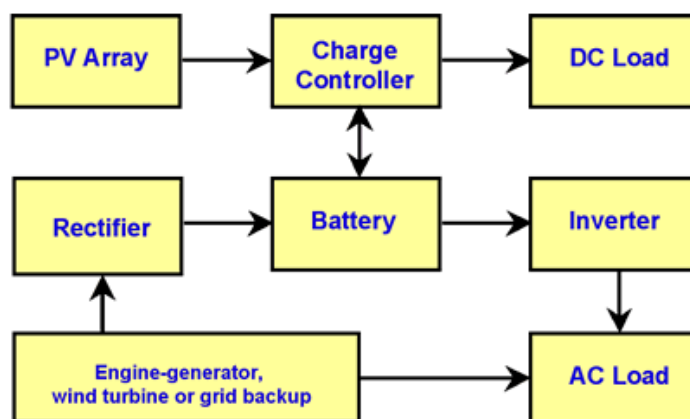 PV Array
Charge
Controller
DC Load
Rectifier
Battery
Inverter
Engine-generator,
wind turbine or grid backup
AC Load